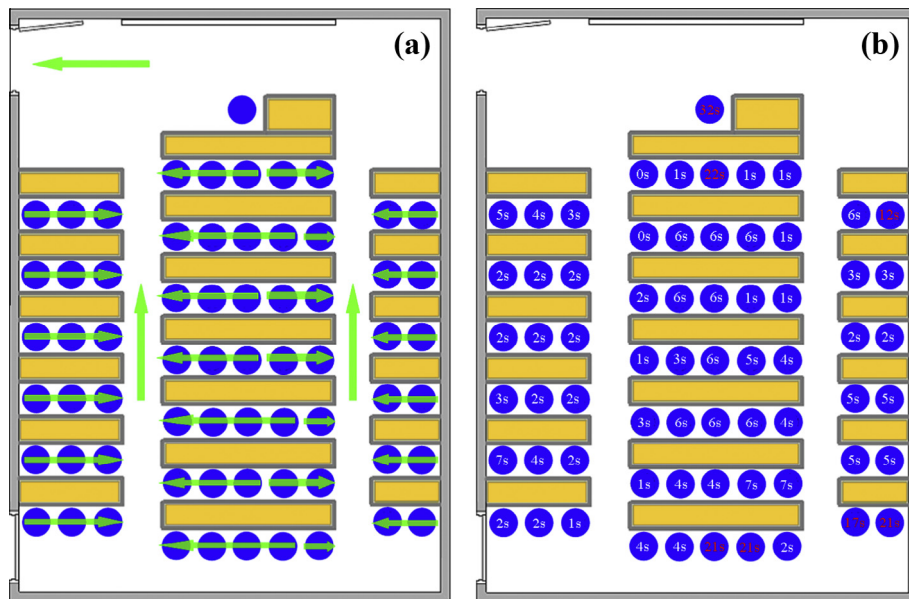 (a)
(b)
32s
0s 1s 22s 1s 1s
5s 4s 3s
6s 12s
0s 6s 6s 6s 1s
2s 2s 2s
3s 3s
2s 6s 6s 1s 1s
2s 2s 2s
2s 2s
1s 3s 6s 5s 4s
3s 2s 2s
5s 5s
3s 6s 6s 6s 4s
7s 4s 2s
5s 5s
1s 4s 4s 7s 7s
2s 2s 1s
17s 21s
4s 4s 21s 21s 2s